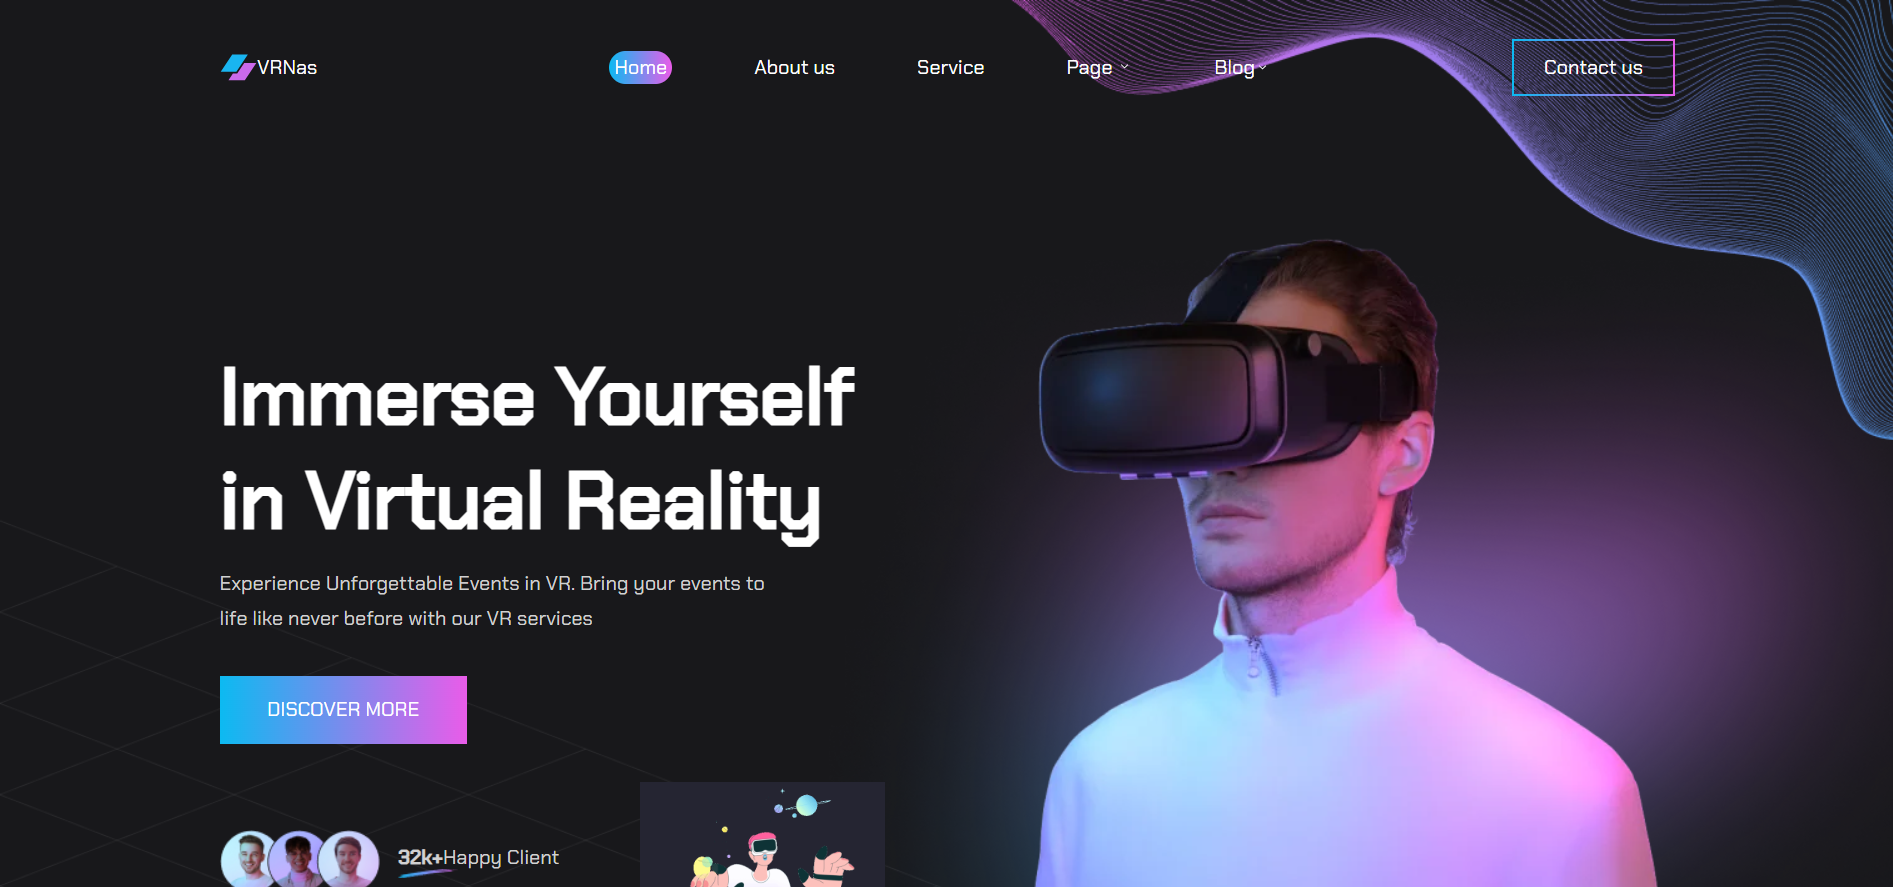 VRNas
Home
About us
Service
Page
Blog
Contact us
Immerse Yourself
in Virtual Reality
Experience Unforgettable Events in VR. Bring your events to
life like never before with our VR services
DISCOVER MORE
32k+Happy Client